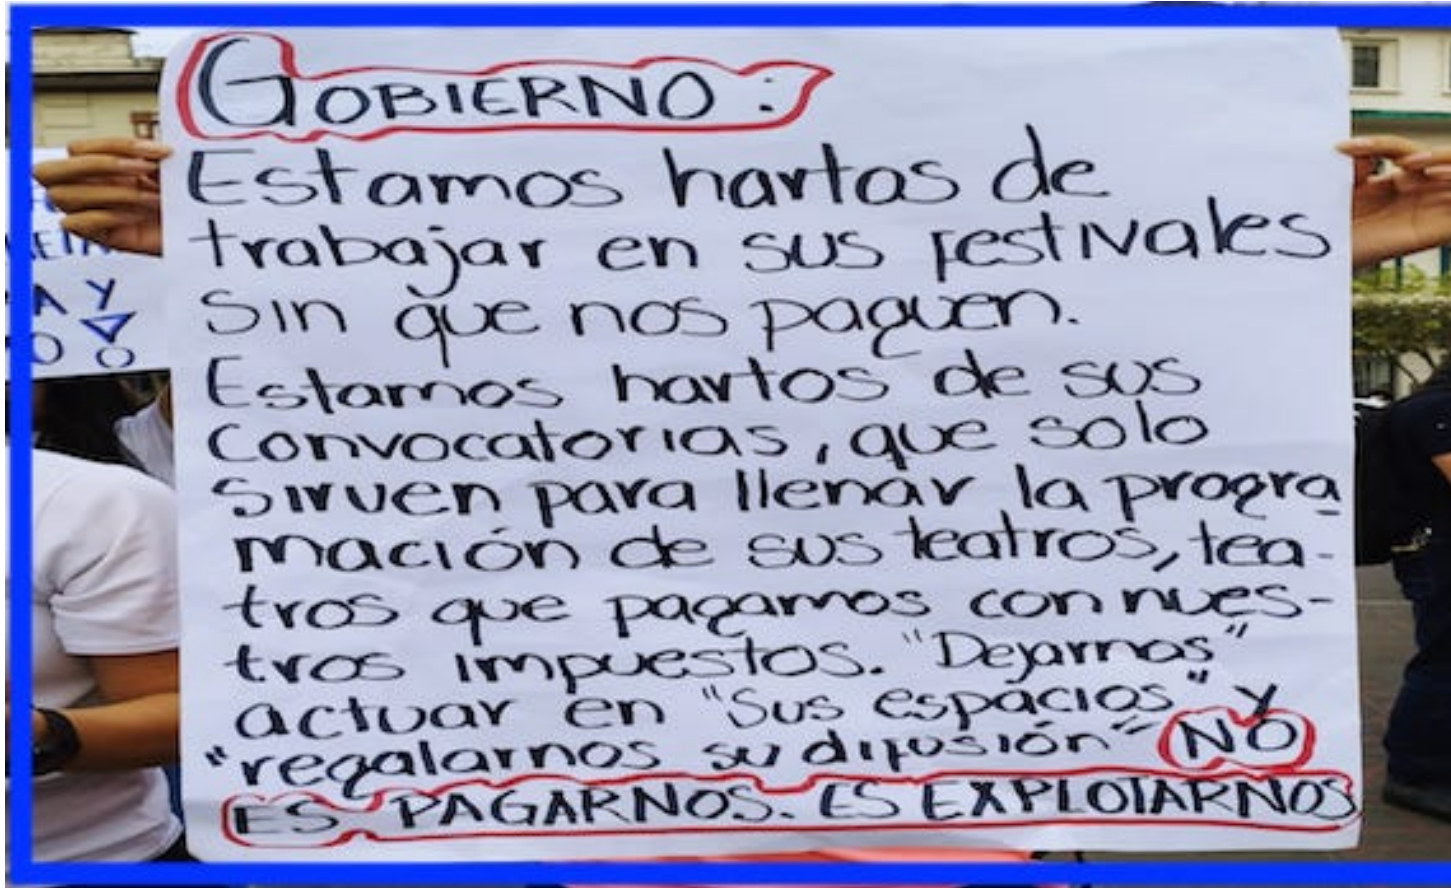 GOBIERNO:
Estamos hartos de
trabajar en sus festivales
sin que nos paguen.
Estamos hartos de sus
convocatorias, que solo
sirven para llenar la progra-
mación de sus teatros, tea-
tros que pagamos con nues-
tros impuestos. "Dejarnos"
actuar en "Sus espacios" y
"regalarnos su difusión" NO
ES PAGARNOS. ES EXPLOTARNOS